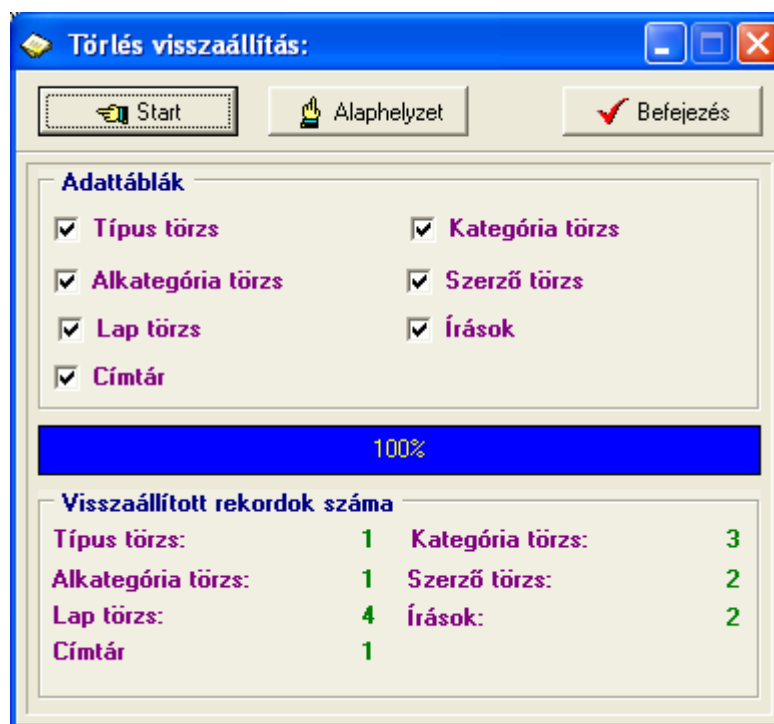 Törlés visszaállítás:
Start Alaphelyzet Befejezés
Adattáblák
Típus törzs Kategória törzs
Alkategória törzs Szerző törzs
Lap törzs Írások
Címtár
100%
Visszaállított rekordok száma
Típus törzs: 1 Kategória törzs: 3
Alkategória törzs: 1 Szerző törzs: 2
Lap törzs: 4 Írások: 2
Címtár 1